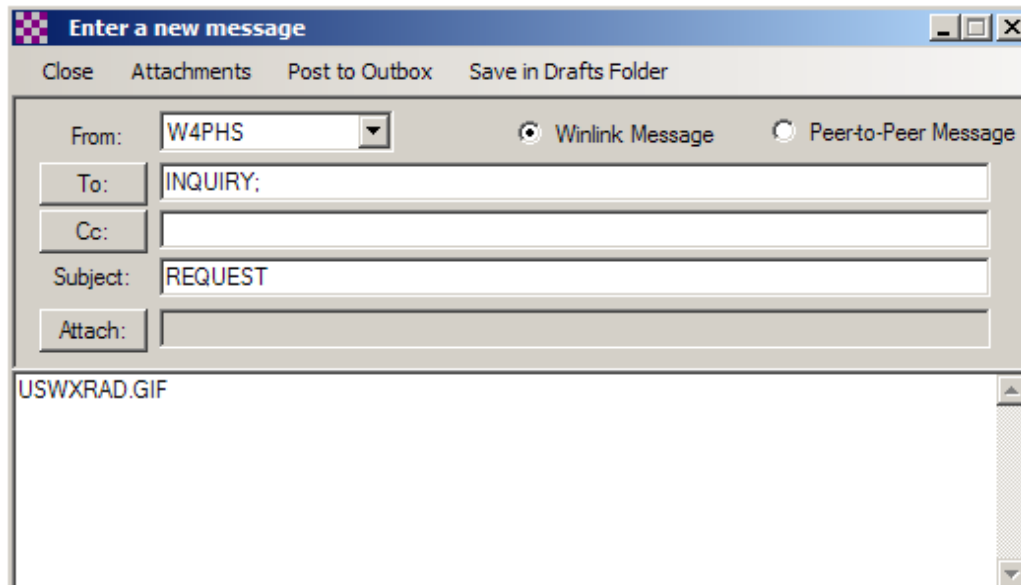 Enter a new message
Close Attachments Post to Outbox Save in Drafts Folder
From: W4PHS Winlink Message Peer-to-Peer Message
To: INQUIRY;
Cc:
Subject: REQUEST
Attach:
USWXRAD.GIF